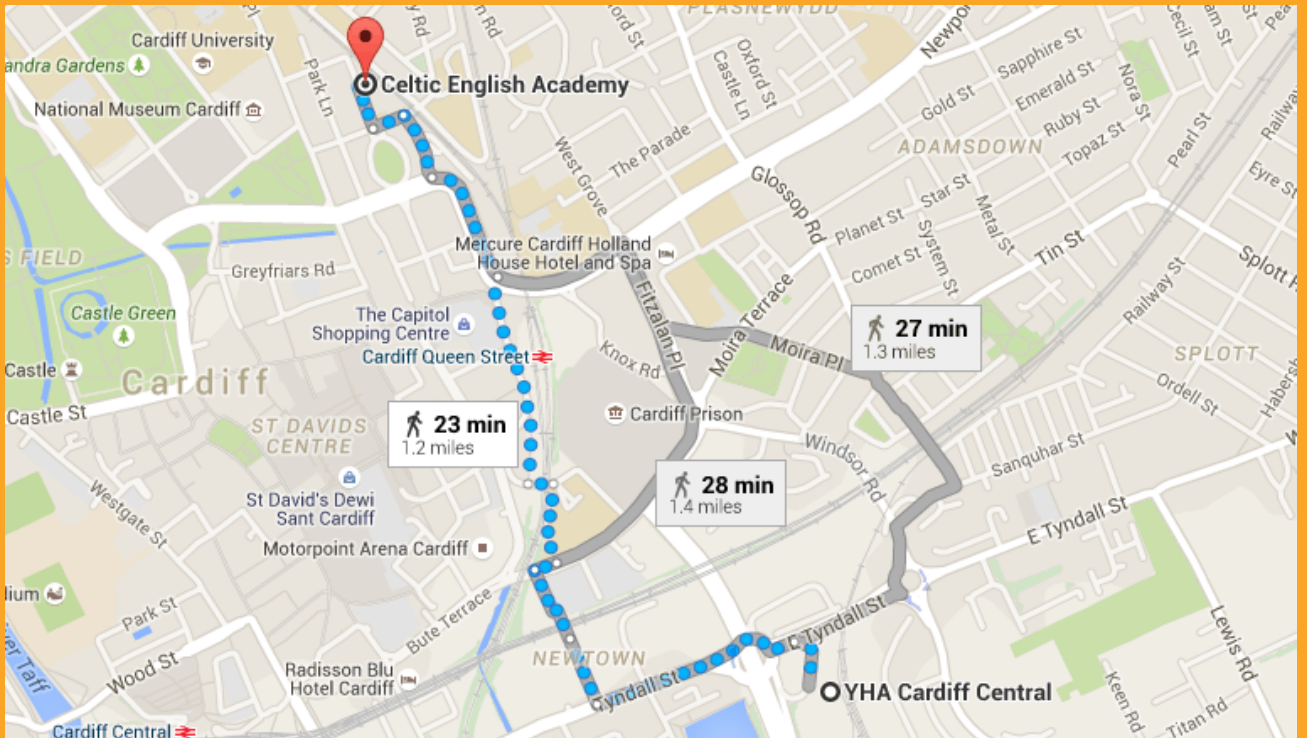 PLASNEWYDD
Cardiff University
Park Ln
National Museum Cardiff
Celtic English Academy
Oxford St
Castle Ln
Sapphire St
Emerald St
Gold St
Ruby St
Topaz St
Nora St
Cecil St
Pearl St
Railway
Eyre St
ADAMSDOWN
The Parade
West Grove
Glossop Rd
Star St
Planet St
Metal St
System St
Comet St
Tin St
Splott
Railway St
Mercure Cardiff Holland
House Hotel and Spa
FIELD
Greyfriars Rd
Castle Green
The Capitol
Shopping Centre
Cardiff Queen Street
Fitzalan Pl
Knox Rd
Moira Terrace
Moira Pl
27 min
1.3 miles
SPLOTT
Ordell St
Castle
Cardiff
Castle St
ST DAVIDS
CENTRE
23 min
1.2 miles
Cardiff Prison
Windsor Rd
Sanquhar St
28 min
1.4 miles
St David's Dewi
Sant Cardiff
Westgate St
Motorpoint Arena Cardiff
E Tyndall St
Park St
Bute Terrace
E Tyndall St
Lewis Rd
Wood St
Radisson Blu
Hotel Cardiff
NEWTOWN
Tyndall St
YHA Cardiff Central
Keen Rd
Titan Rd
Taff
Cardiff Central